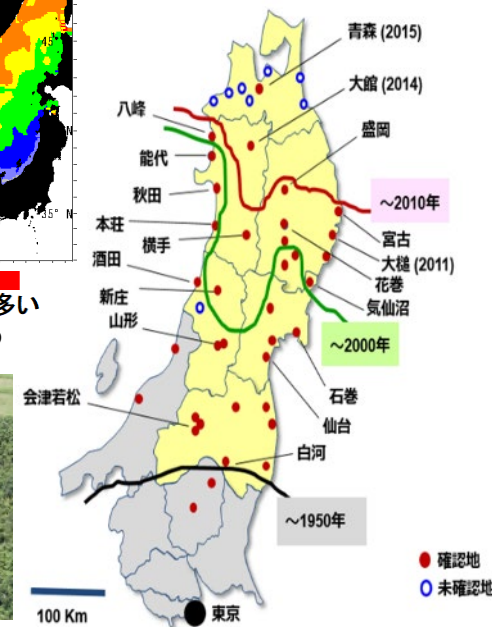 45°
N
35° N
多い
)
青森 (2015)
大館 (2014)
八峰
盛岡
能代
秋田
～2010年
本荘
宮古
横手
大槌 (2011)
酒田
花巻
新庄
気仙沼
山形
～2000年
石巻
会津若松
仙台
白河
～1950年
確認地
未確認地
100 Km
東京